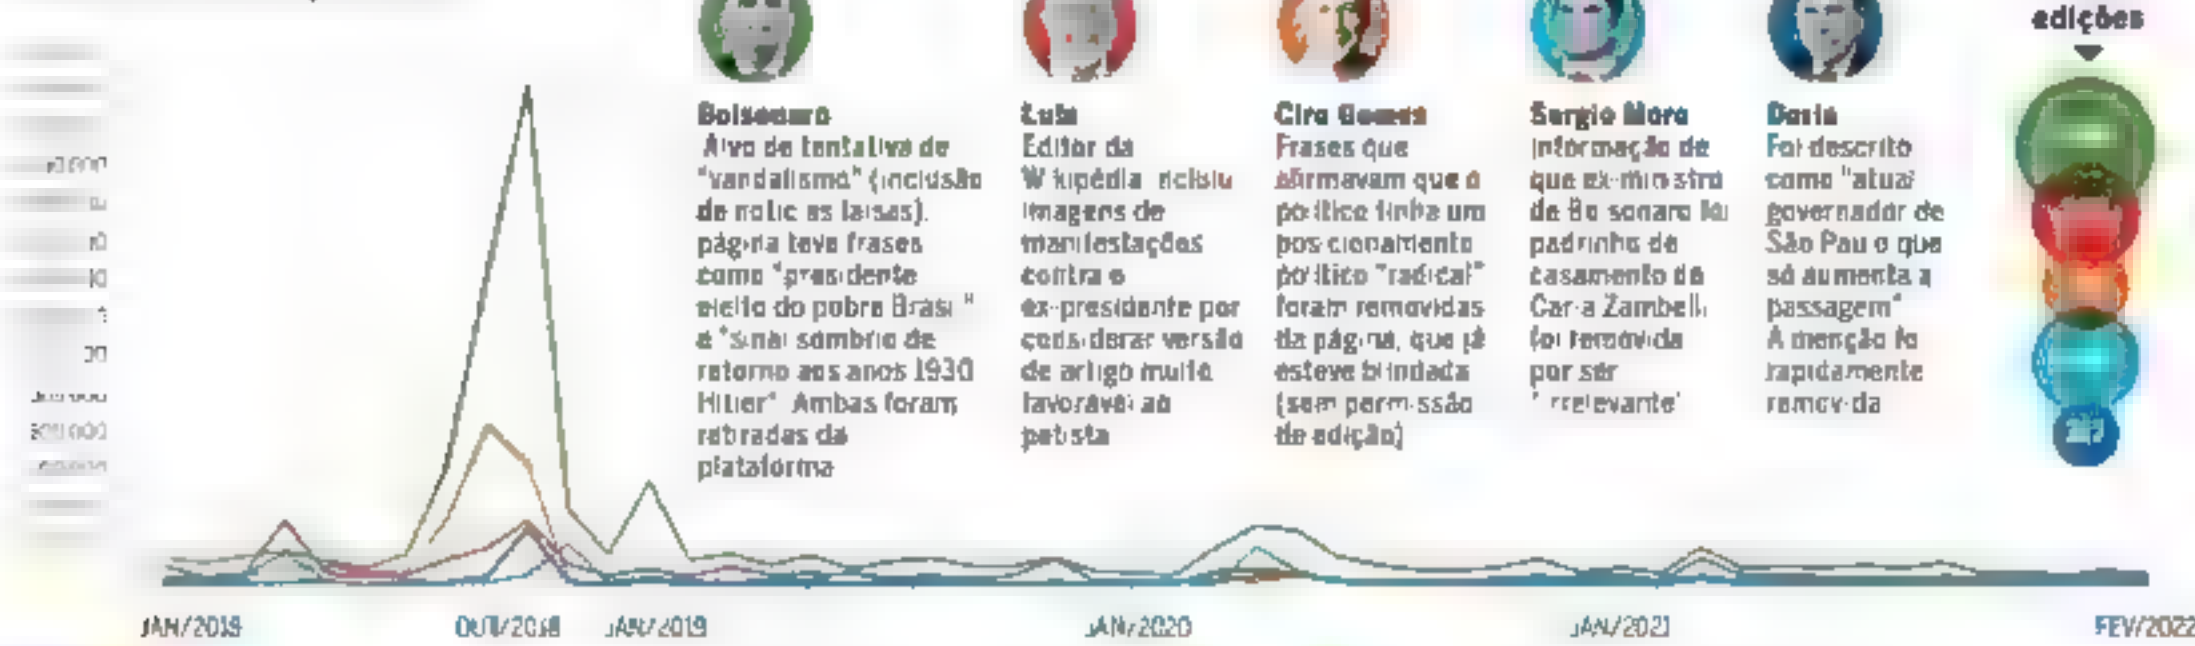 edições
Bolsonaro
Alvo de tentativa de
"vandalismo" (inclusão
de notícias falsas),
página teve frases
como "presidente
eleito do pobre Brasil"
e "sinal sombrio de
retorno aos anos 1930
Hitler". Ambas foram
retiradas da
plataforma
Lula
Editor da
Wikipédia incluiu
imagens de
manifestações
contra o
ex-presidente por
considerar versão
de artigo muito
favorável ao
petista
Ciro Gomes
Frases que
afirmavam que o
político tinha um
posicionamento
político "radical"
foram removidas
da página, que já
esteve blindada
(sem permissão
de edição)
Sergio Moro
Informação de
que ex-ministro
de Bolsonaro foi
padrinho de
casamento de
Carla Zambelli
foi removida
por ser
"irrelevante"
Doria
Foi descrito
como "atual
governador de
São Paulo que
só aumenta a
passagem"
A menção foi
rapidamente
removida
JAN/2018
OUT/2018
JAN/2019
JAN/2020
JAN/2021
FEV/2022